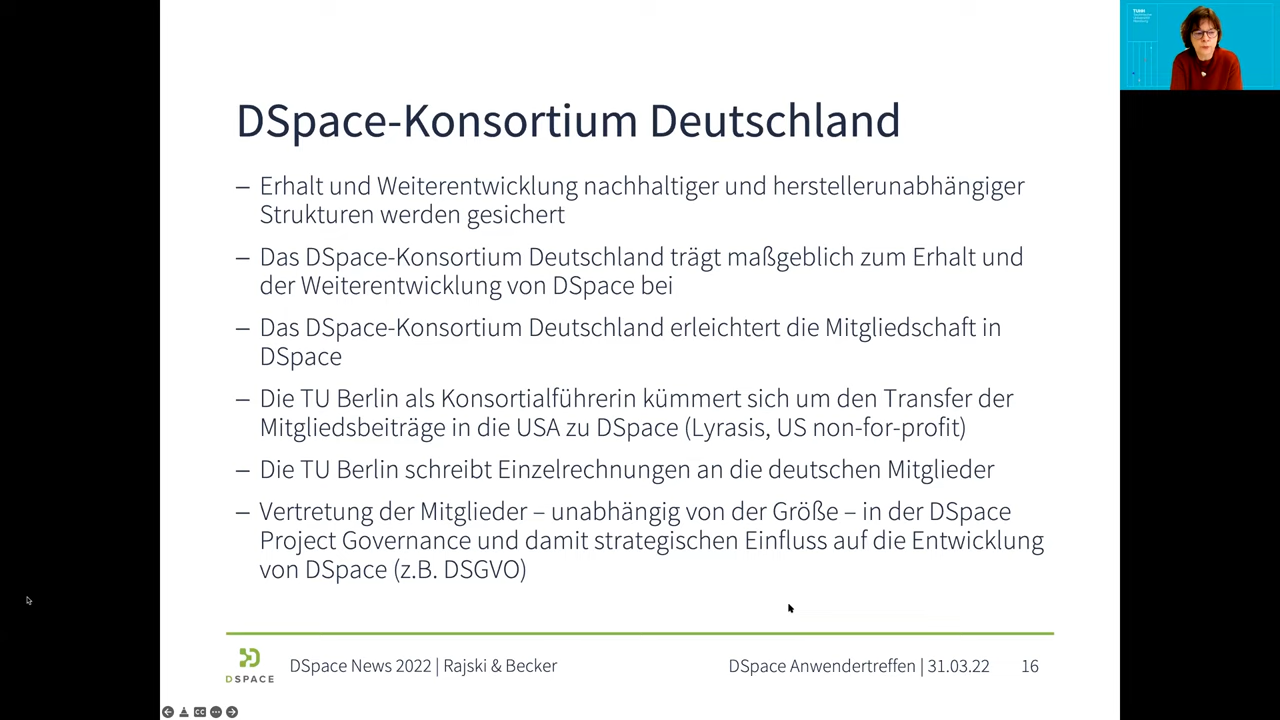 DSpace-Konsortium Deutschland
– Erhalt und Weiterentwicklung nachhaltiger und herstellerunabhängiger
Strukturen werden gesichert
– Das DSpace-Konsortium Deutschland trägt maßgeblich zum Erhalt und
der Weiterentwicklung von DSpace bei
– Das DSpace-Konsortium Deutschland erleichtert die Mitgliedschaft in
DSpace
– Die TU Berlin als Konsortialführerin kümmert sich um den Transfer der
Mitgliedsbeiträge in die USA zu DSpace (Lyrasis, US non-for-profit)
– Die TU Berlin schreibt Einzelrechnungen an die deutschen Mitglieder
– Vertretung der Mitglieder – unabhängig von der Größe – in der DSpace
Project Governance und damit strategischen Einfluss auf die Entwicklung
von DSpace (z.B. DSGVO)
DSPACE
DSpace News 2022 | Rajski & Becker
DSpace Anwendertreffen | 31.03.22
16
CC
TUHH